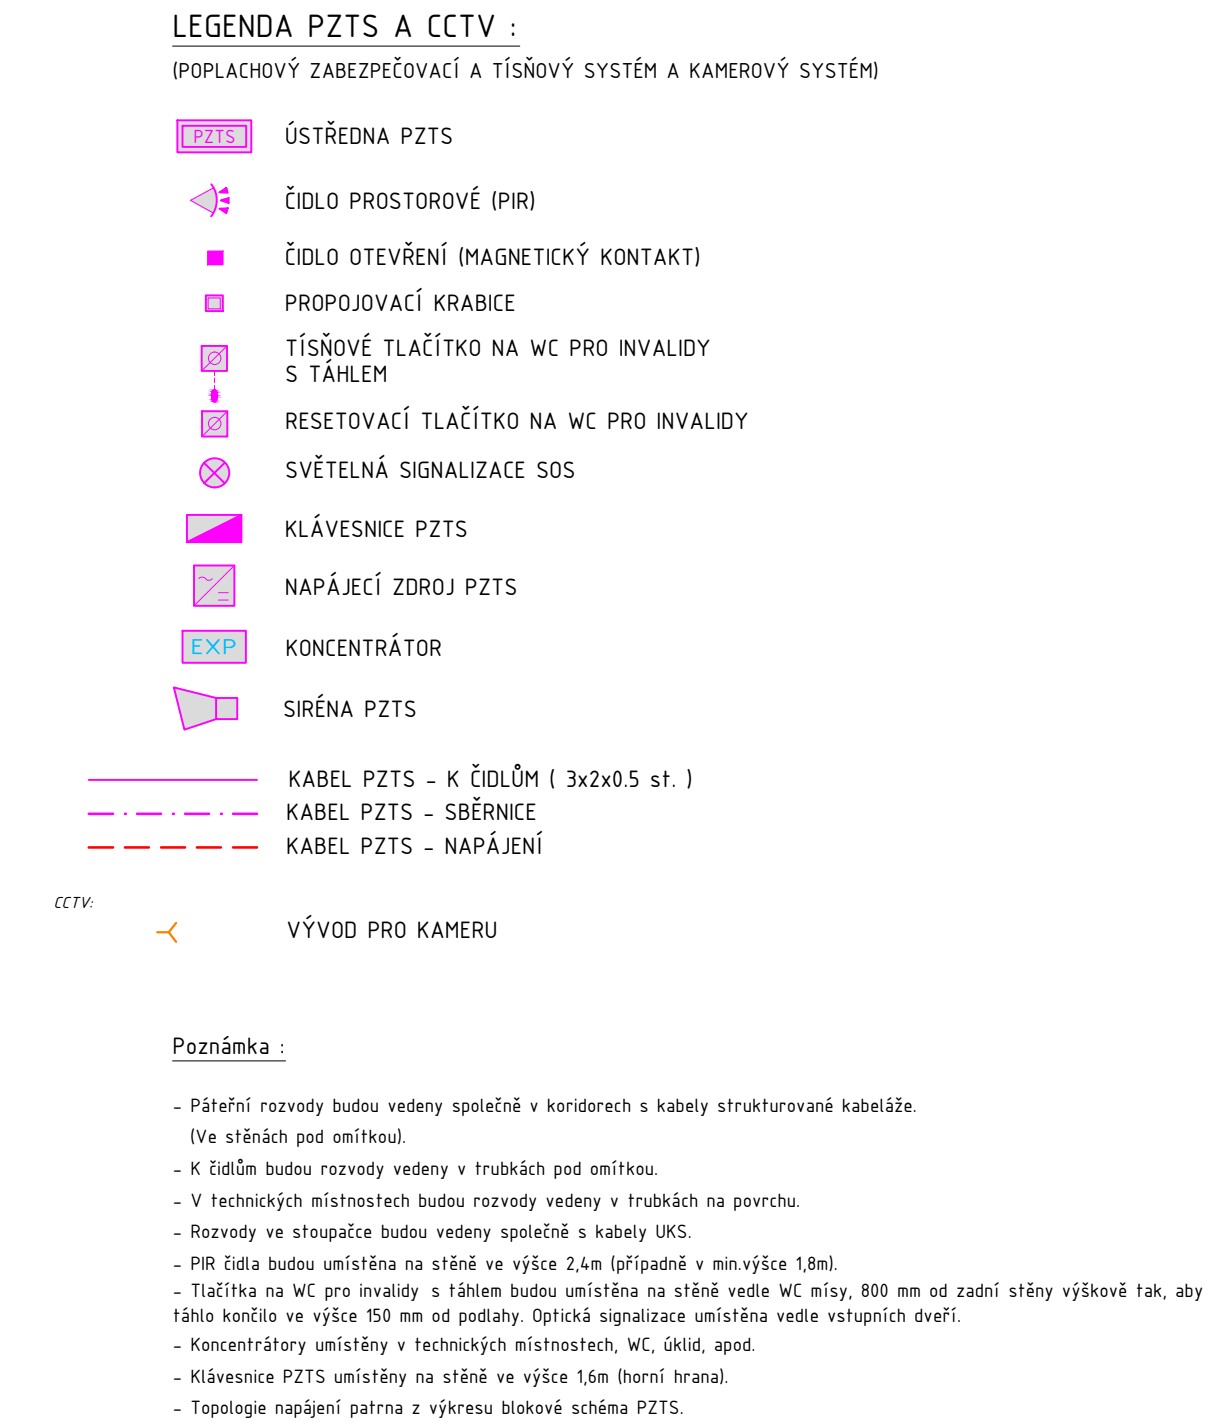 LEGENDA PZTS A CCTV :
(POPLACHOVÝ ZABEZPEČOVACÍ A TÍSŇOVÝ SYSTÉM A KAMEROVÝ SYSTÉM)
PZTS ÚSTŘEDNA PZTS
ČIDLO PROSTOROVÉ (PIR)
ČIDLO OTEVŘENÍ (MAGNETICKÝ KONTAKT)
PROPOJOVACÍ KRABICE
TÍSŇOVÉ TLAČÍTKO NA WC PRO INVALIDY
S TÁHLEM
RESETOVACÍ TLAČÍTKO NA WC PRO INVALIDY
SVĚTELNÁ SIGNALIZACE SOS
KLÁVESNICE PZTS
NAPÁJECÍ ZDROJ PZTS
EXP KONCENTRÁTOR
SIRÉNA PZTS
KABEL PZTS - K ČIDLŮM ( 3x2x0.5 st. )
KABEL PZTS - SBĚRNICE
KABEL PZTS - NAPÁJENÍ
CCTV:
VÝVOD PRO KAMERU
Poznámka :
- Páteřní rozvody budou vedeny společně v koridorech s kabely strukturované kabeláže.
(Ve stěnách pod omítkou).
- K čidlům budou rozvody vedeny v trubkách pod omítkou.
- V technických místnostech budou rozvody vedeny v trubkách na povrchu.
- Rozvody ve stoupačce budou vedeny společně s kabely UKS.
- PIR čidla budou umístěna na stěně ve výšce 2,4m (případně v min.výšce 1,8m).
- Tlačítka na WC pro invalidy s táhlem budou umístěna na stěně vedle WC mísy, 800 mm od zadní stěny výškově tak, aby
táhlo končilo ve výšce 150 mm od podlahy. Optická signalizace umístěna vedle vstupních dveří.
- Koncentrátory umístěny v technických místnostech, WC, úklid, apod.
- Klávesnice PZTS umístěny na stěně ve výšce 1,6m (horní hrana).
- Topologie napájení patrna z výkresu blokové schéma PZTS.